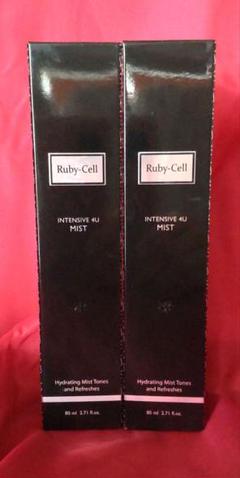 Ruby-Cell
INTENSIVE 4U
MIST
Hydrating Mist Tones
and Refreshes
80 ml 2.71 fl.oz.
Ruby-Cell
INTENSIVE 4U
MIST
Hydrating Mist Tones
and Refreshes
80 ml 2.71 fl.oz.